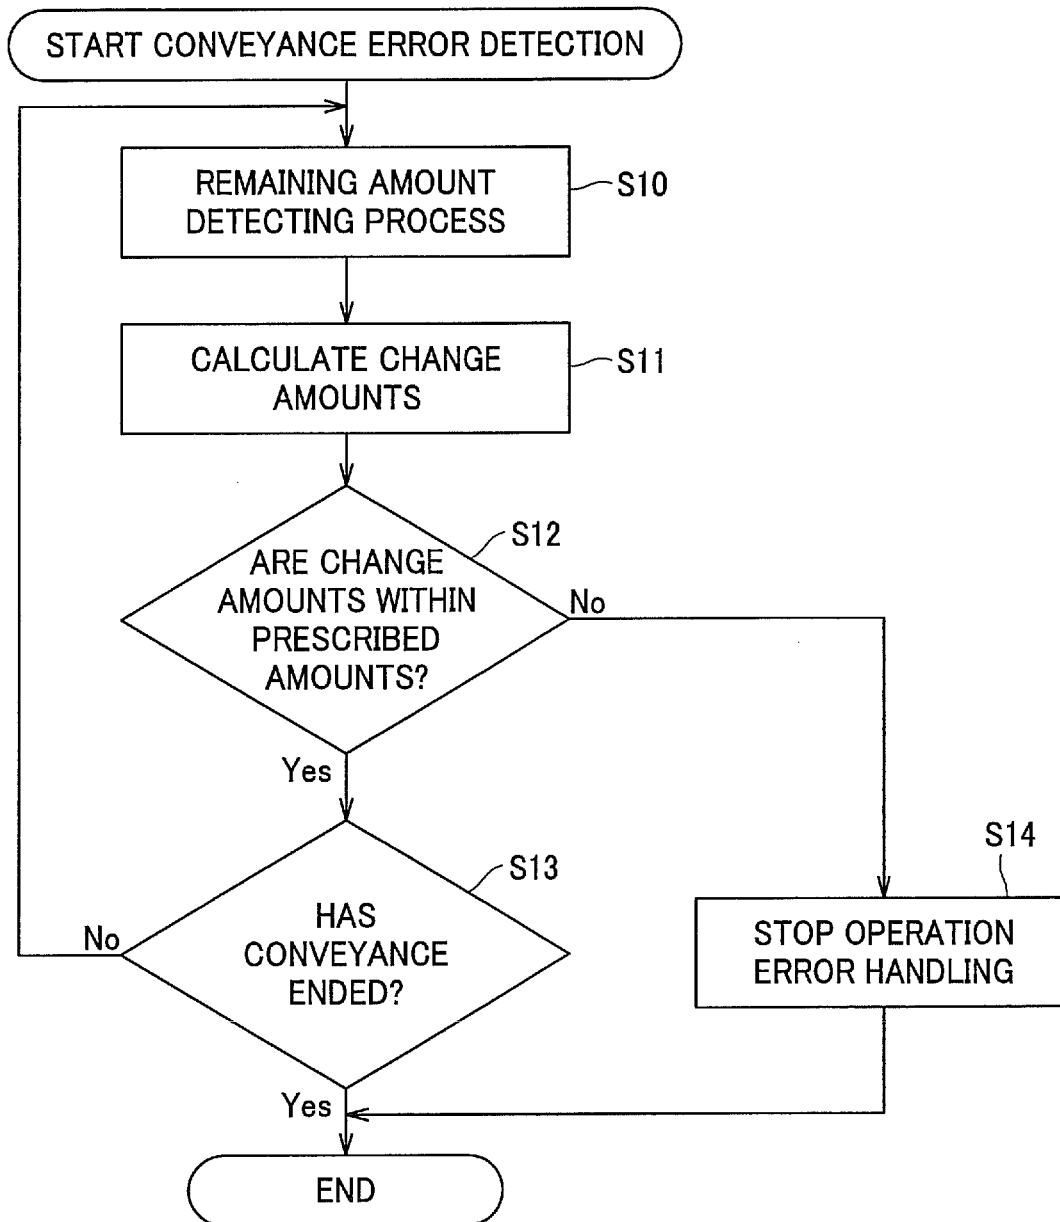 START CONVEYANCE ERROR DETECTION
REMAINING AMOUNT
DETECTING PROCESS
S10
CALCULATE CHANGE
AMOUNTS
S11
S12
ARE CHANGE
AMOUNTS WITHIN
PRESCRIBED
AMOUNTS?
No
Yes
S13
HAS
CONVEYANCE
ENDED?
No
S14
STOP OPERATION
ERROR HANDLING
Yes
END